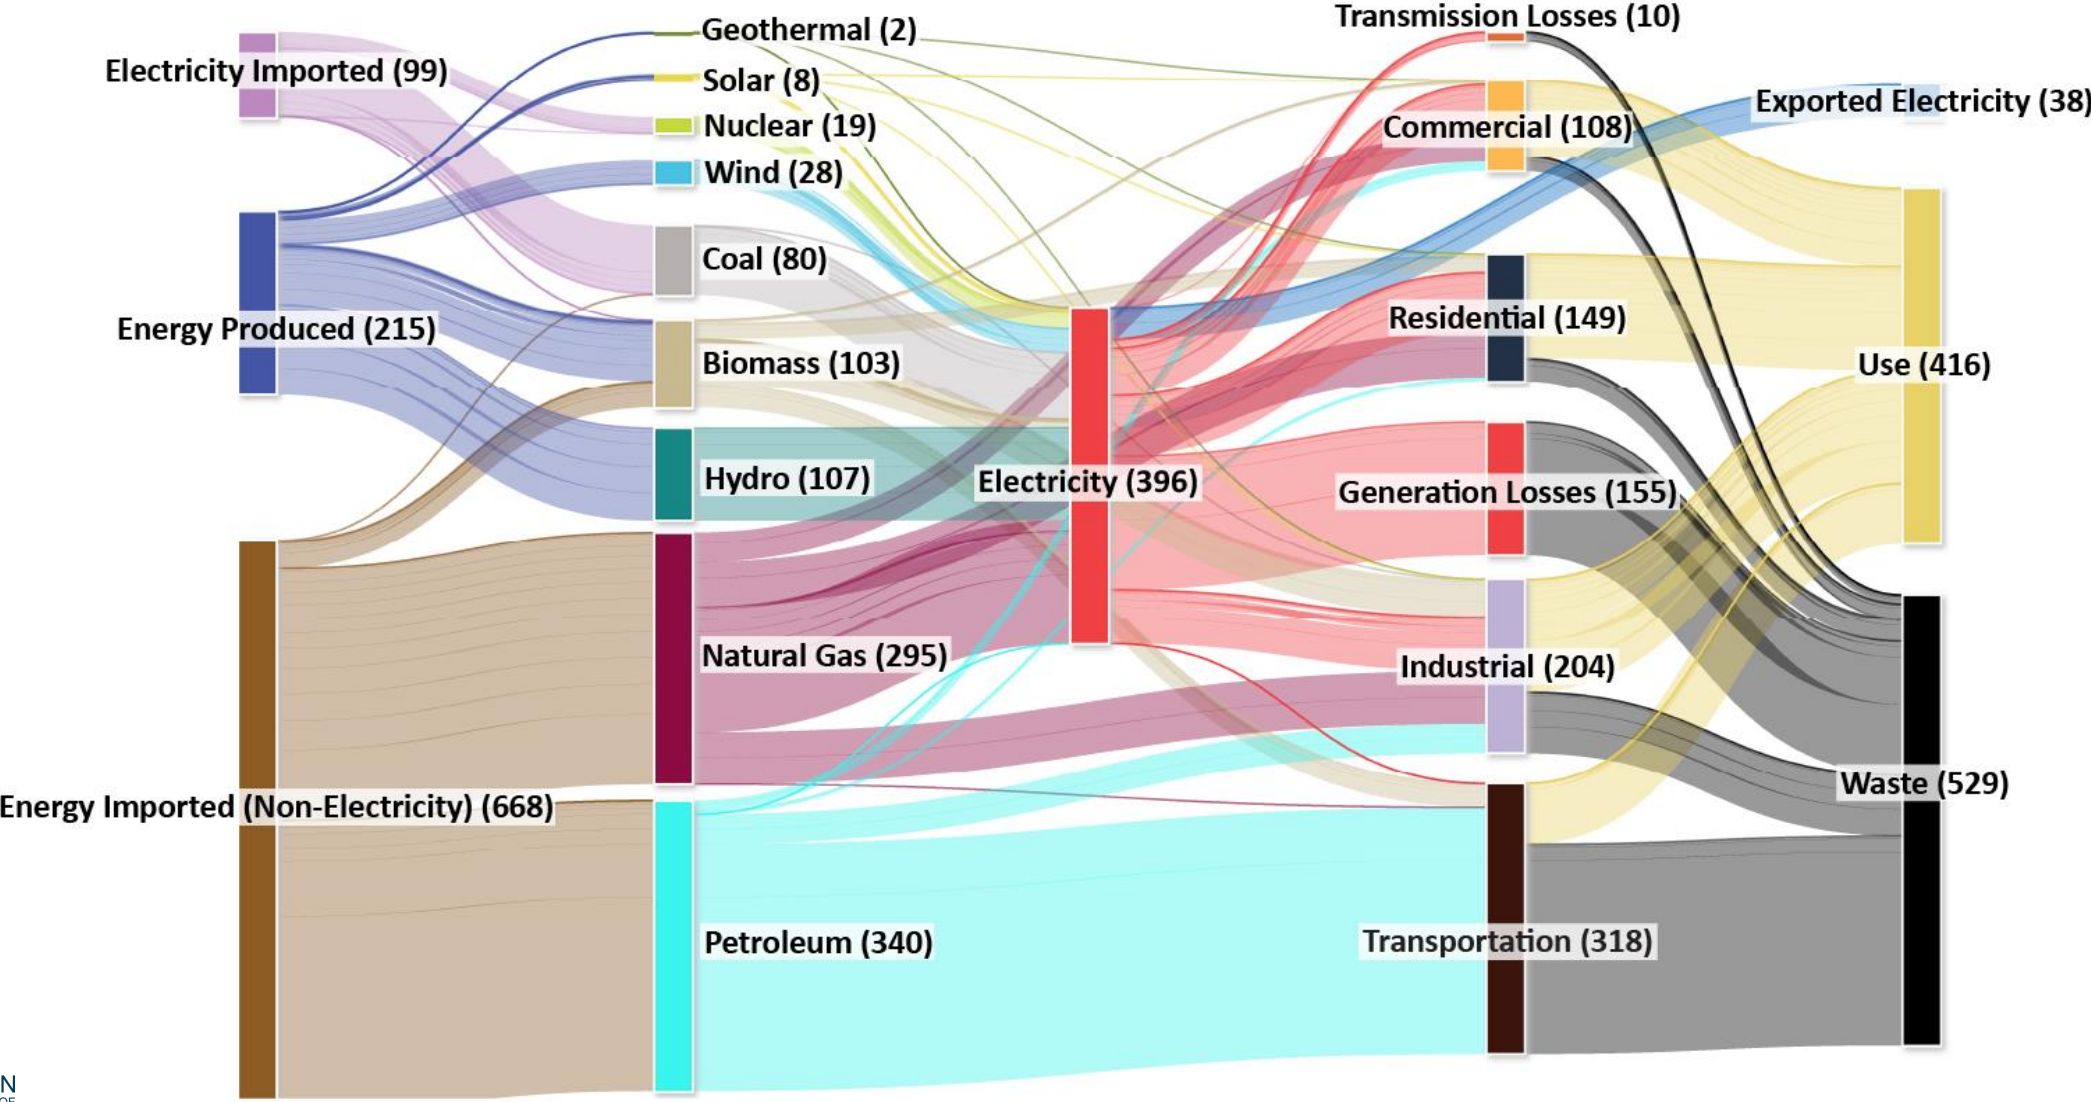 Electricity Imported (99)
Energy Produced (215)
Energy Imported (Non-Electricity) (668)
Geothermal (2)
Solar (8)
Nuclear (19)
Wind (28)
Coal (80)
Biomass (103)
Hydro (107)
Natural Gas (295)
Petroleum (340)
Electricity (396)
Transmission Losses (10)
Commercial (108)
Residential (149)
Generation Losses (155)
Industrial (204)
Transportation (318)
Exported Electricity (38)
Use (416)
Waste (529)
N